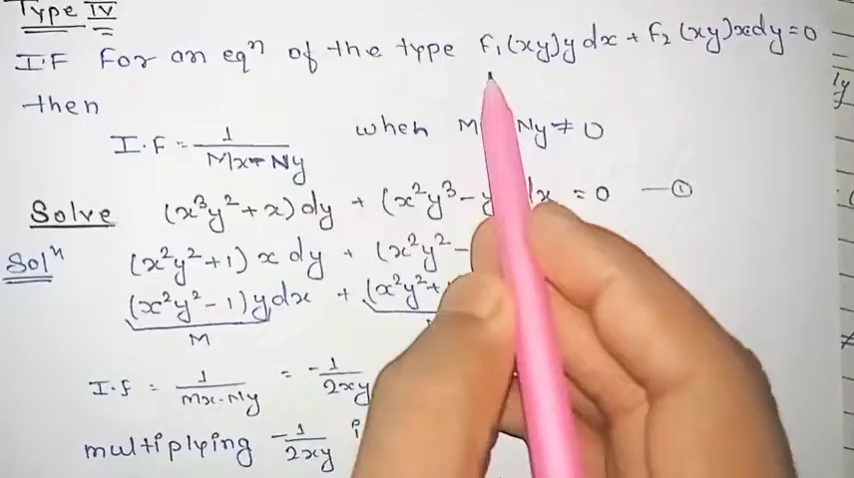 Type IV
I.F For an eqⁿ of the type f₁(xy)y dx + f₂(xy)xdy = 0
then
I.F = 1/(Mx-Ny) when M Ny ≠ 0
Solve (x³y² + x) dy + (x²y³ - y dx = 0 —①
Solⁿ (x²y² + 1) x dy + (x²y² -
(x²y² - 1) y dx + (x²y² +
M
I.f = 1/(Mx-Ny) = -1/2xy
multiplying -1/2xy